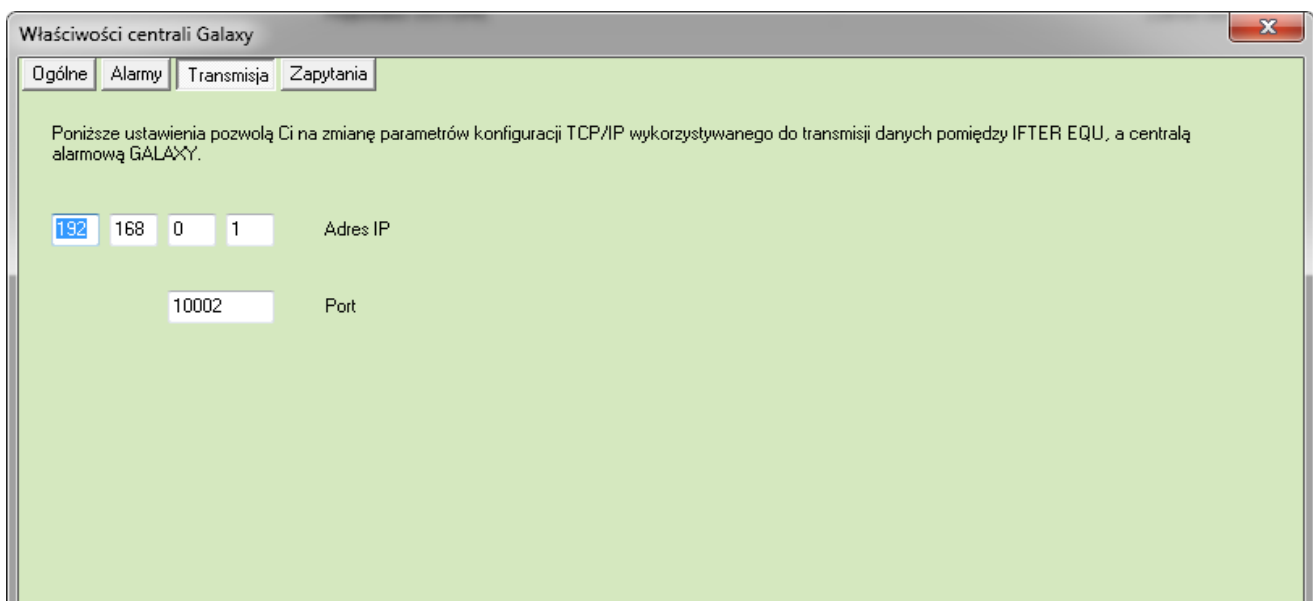 Właściwości centrali Galaxy
Ogólne Alarmy Transmisja Zapytania
Poniższe ustawienia pozwolą Ci na zmianę parametrów konfiguracji TCP/IP wykorzystywanego do transmisji danych pomiędzy IFTER EQU, a centralą
alarmową GALAXY.
192 168 0 1 Adres IP
10002 Port